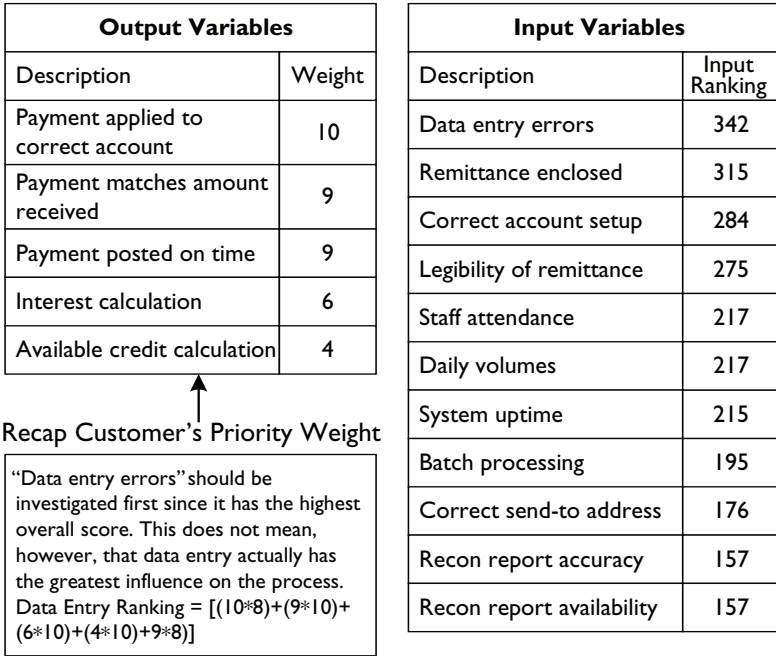 Output Variables
Description Weight
Payment applied to
correct account 10
Payment matches amount
received 9
Payment posted on time 9
Interest calculation 6
Available credit calculation 4
Recap Customer’s Priority Weight
“Data entry errors” should be
investigated first since it has the highest
overall score. This does not mean,
however, that data entry actually has
the greatest influence on the process.
Data Entry Ranking = [(10*8)+(9*10)+
(6*10)+(4*10)+9*8)]
Input Variables
Description Input
Ranking
Data entry errors 342
Remittance enclosed 315
Correct account setup 284
Legibility of remittance 275
Staff attendance 217
Daily volumes 217
System uptime 215
Batch processing 195
Correct send-to address 176
Recon report accuracy 157
Recon report availability 157